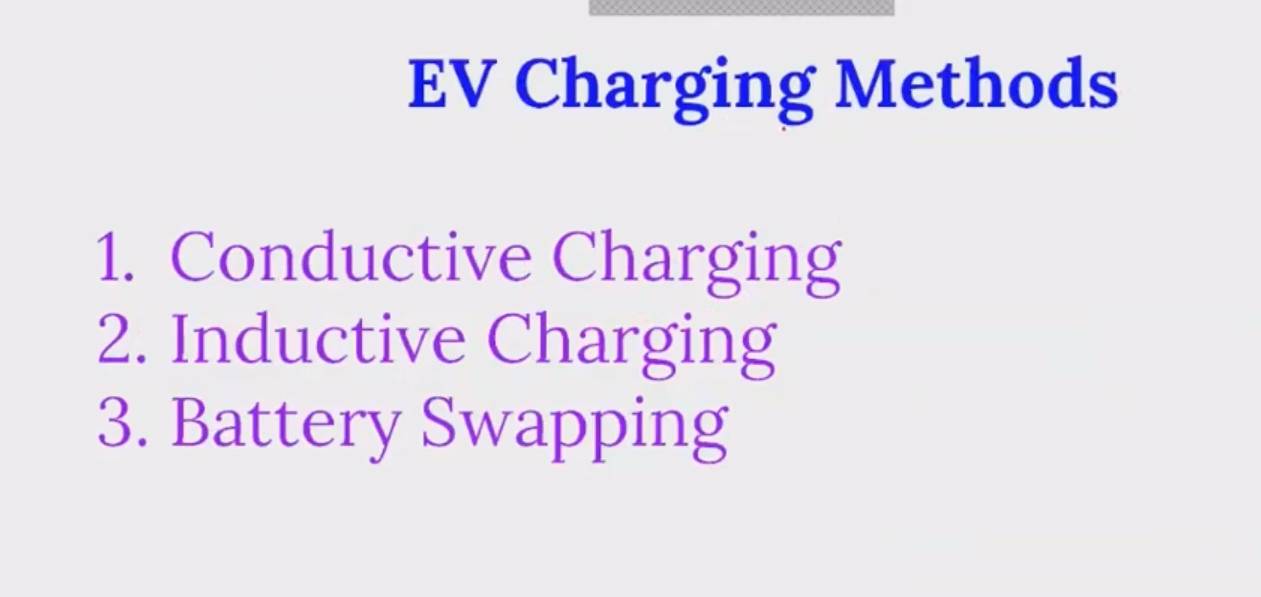 EV Charging Methods
1. Conductive Charging
2. Inductive Charging
3. Battery Swapping